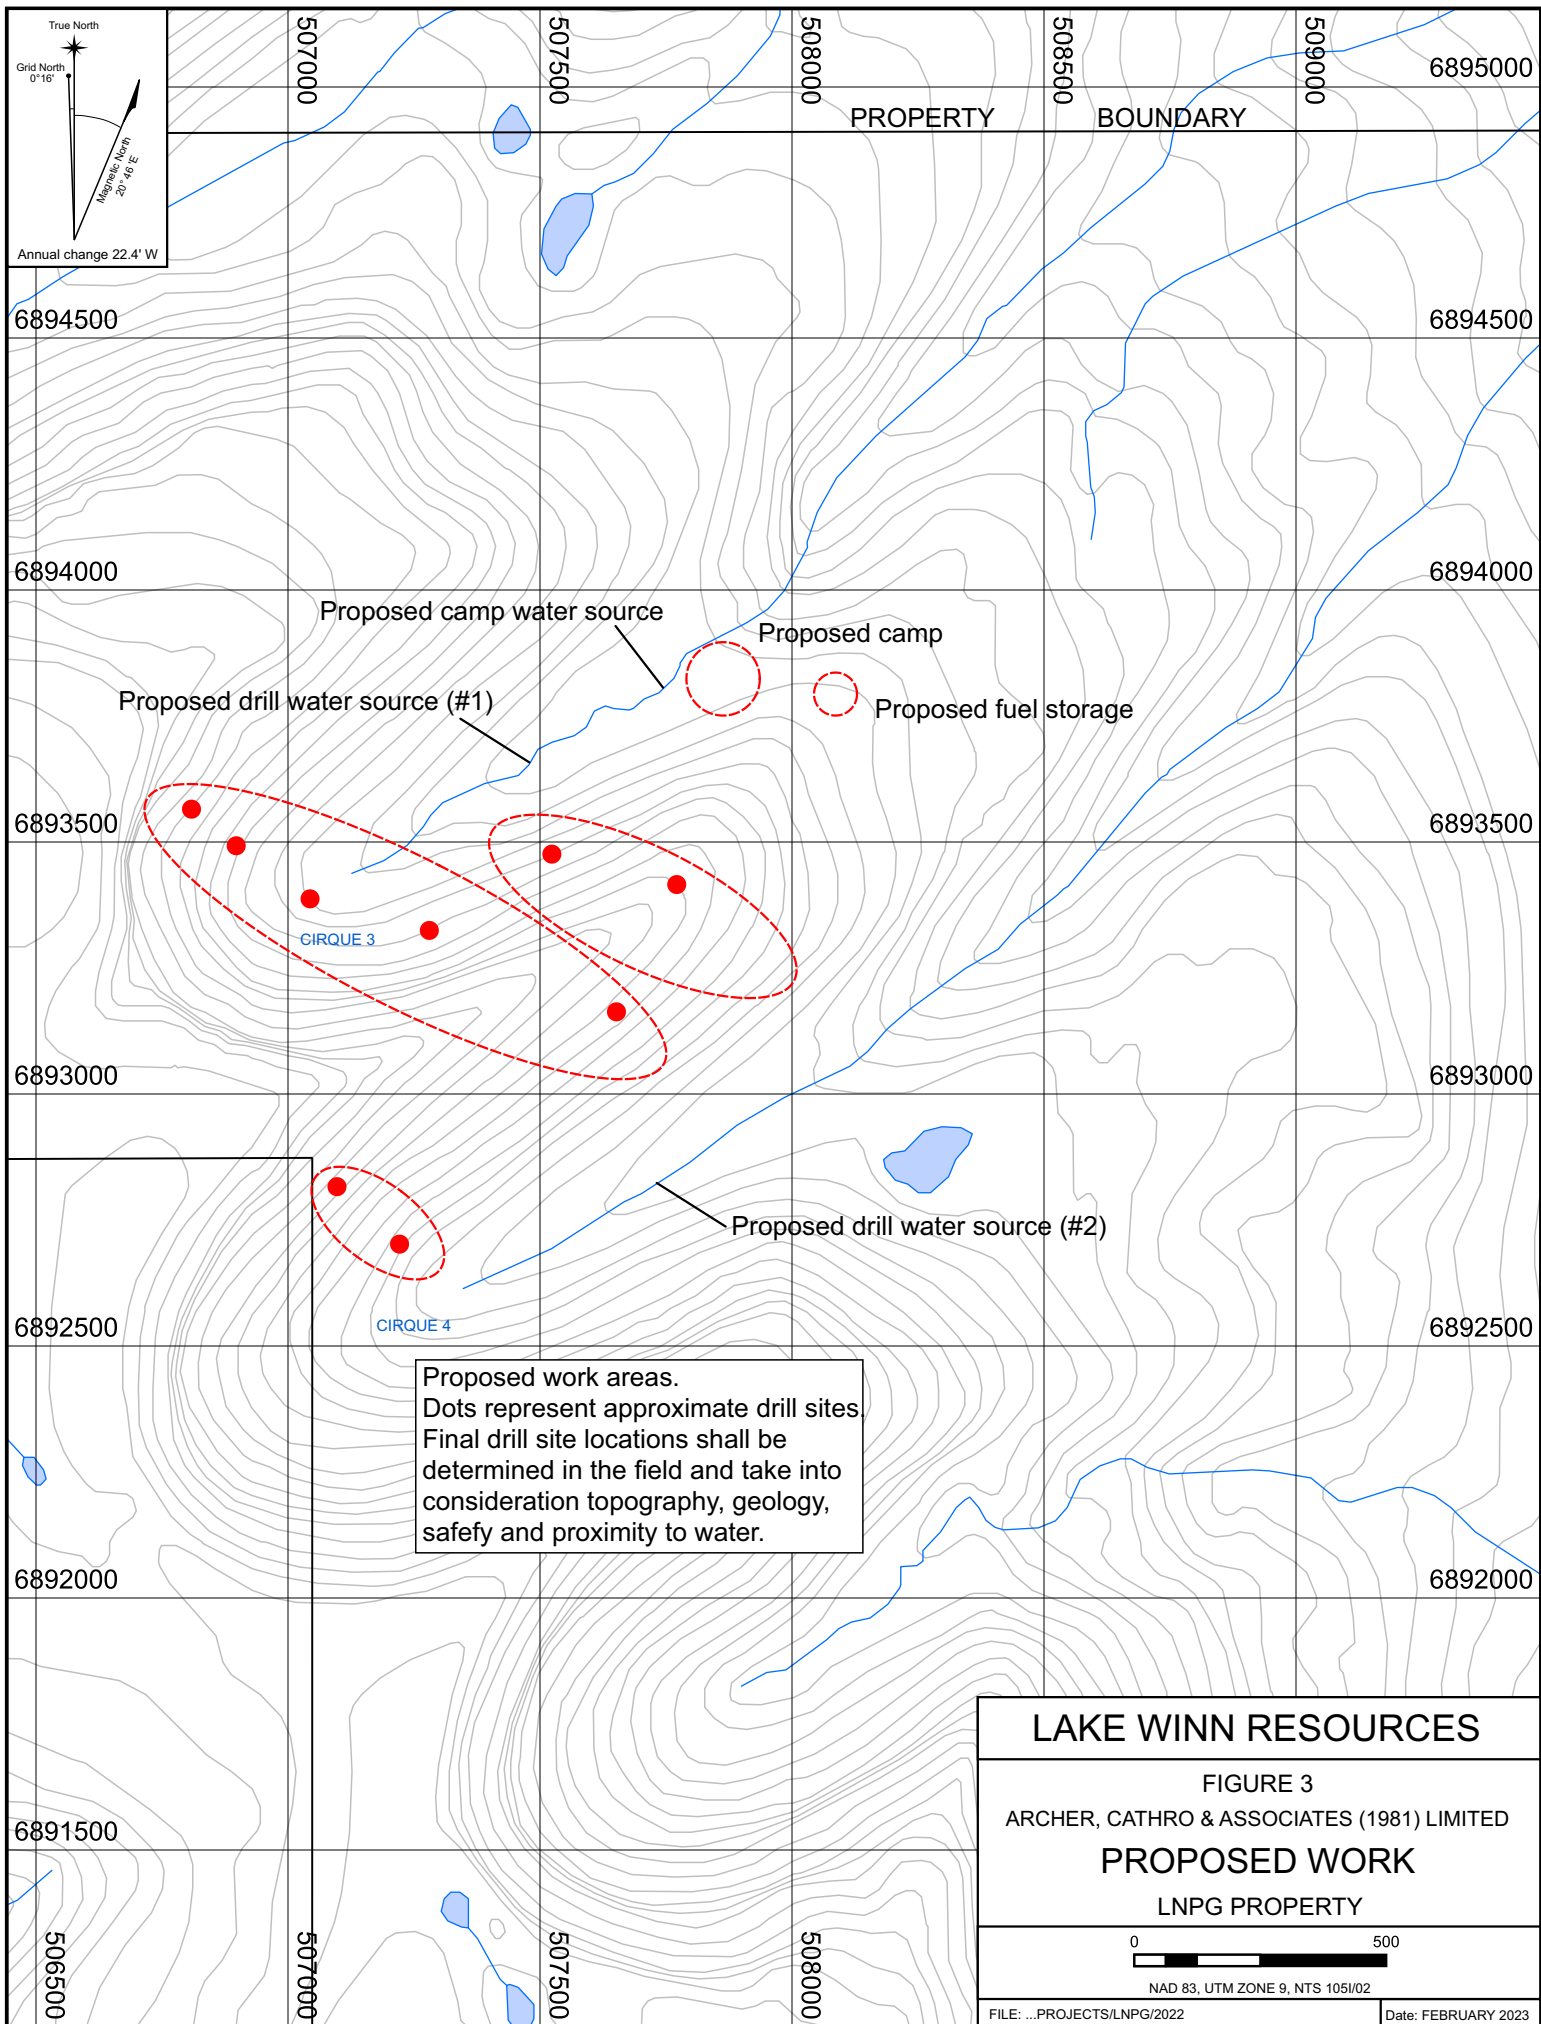 True North
Grid North
0°16'
Magnetic North
20° 46 'E
Annual change 22.4' W
507000
507500
508000
508500
509000
6895000
PROPERTY BOUNDARY
6894500
6894500
6894000
6894000
Proposed camp water source
Proposed camp
Proposed drill water source (#1)
Proposed fuel storage
6893500
6893500
CIRQUE 3
6893000
6893000
Proposed drill water source (#2)
6892500
6892500
CIRQUE 4
Proposed work areas.
Dots represent approximate drill sites.
Final drill site locations shall be
determined in the field and take into
consideration topography, geology,
safefy and proximity to water.
6892000
6892000
6891500
506500
507000
507500
508000
LAKE WINN RESOURCES
FIGURE 3
ARCHER, CATHRO & ASSOCIATES (1981) LIMITED
PROPOSED WORK
LNPG PROPERTY
0 500
NAD 83, UTM ZONE 9, NTS 105I/02
FILE: ...PROJECTS/LNPG/2022
Date: FEBRUARY 2023